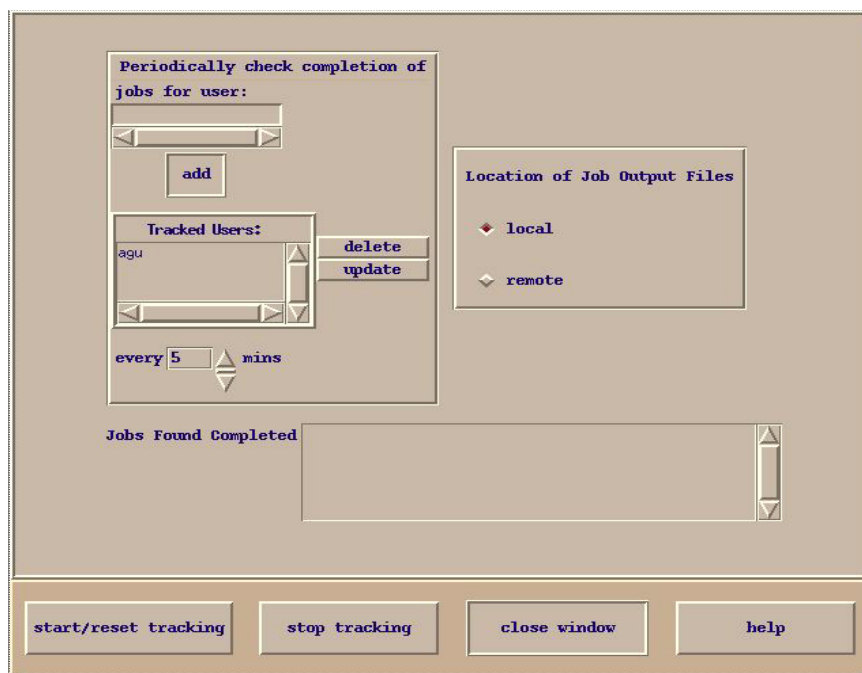 Periodically check completion of
jobs for user:
add
Tracked Users:
agu
delete
update
every 5 mins
Location of Job Output Files
local
remote
Jobs Found Completed
start/reset tracking
stop tracking
close window
help